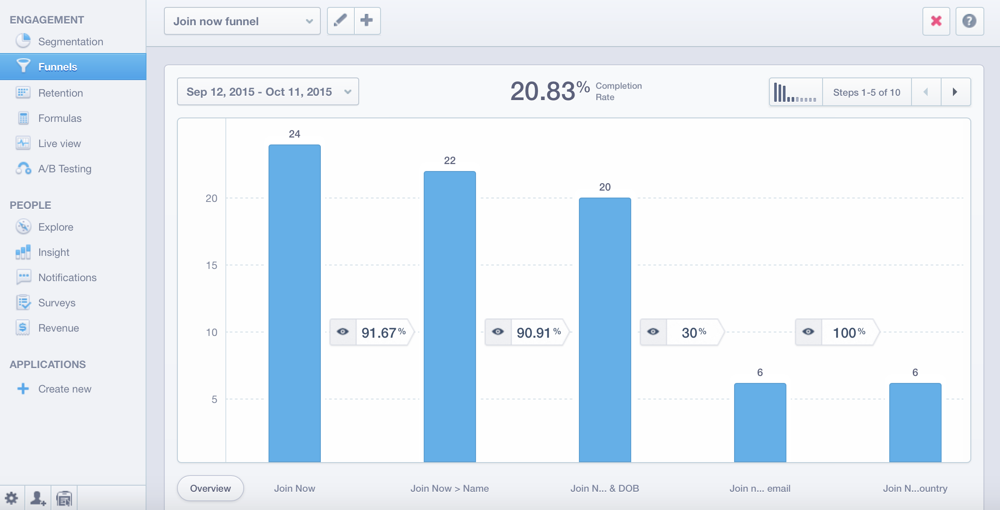 ENGAGEMENT
Segmentation
Funnels
Retention
Formulas
Live view
A/B Testing
PEOPLE
Explore
Insight
Notifications
Surveys
Revenue
APPLICATIONS
Create new
Join now funnel
Sep 12, 2015 - Oct 11, 2015
20.83% Completion
Rate
Steps 1-5 of 10
24
22
20
6
6
20
15
10
5
91.67%
90.91%
30%
100%
Overview
Join Now
Join Now > Name
Join N... & DOB
Join n... email
Join N...ountry